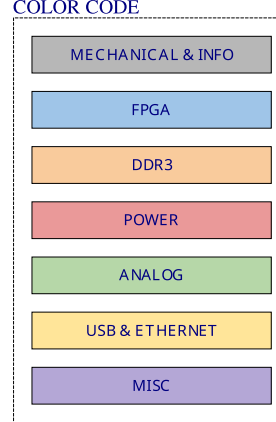 COLOR CODE
MECHANICAL & INFO
FPGA
DDR3
POWER
ANALOG
USB & ETHERNET
MISC